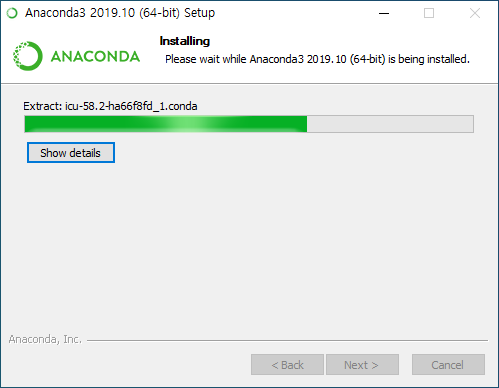 Anaconda3 2019.10 (64-bit) Setup
ANACONDA
Installing
Please wait while Anaconda3 2019.10 (64-bit) is being installed.
Extract: icu-58.2-ha66f8fd_1.conda
Show details
Anaconda, Inc.
< Back
Next >
Cancel